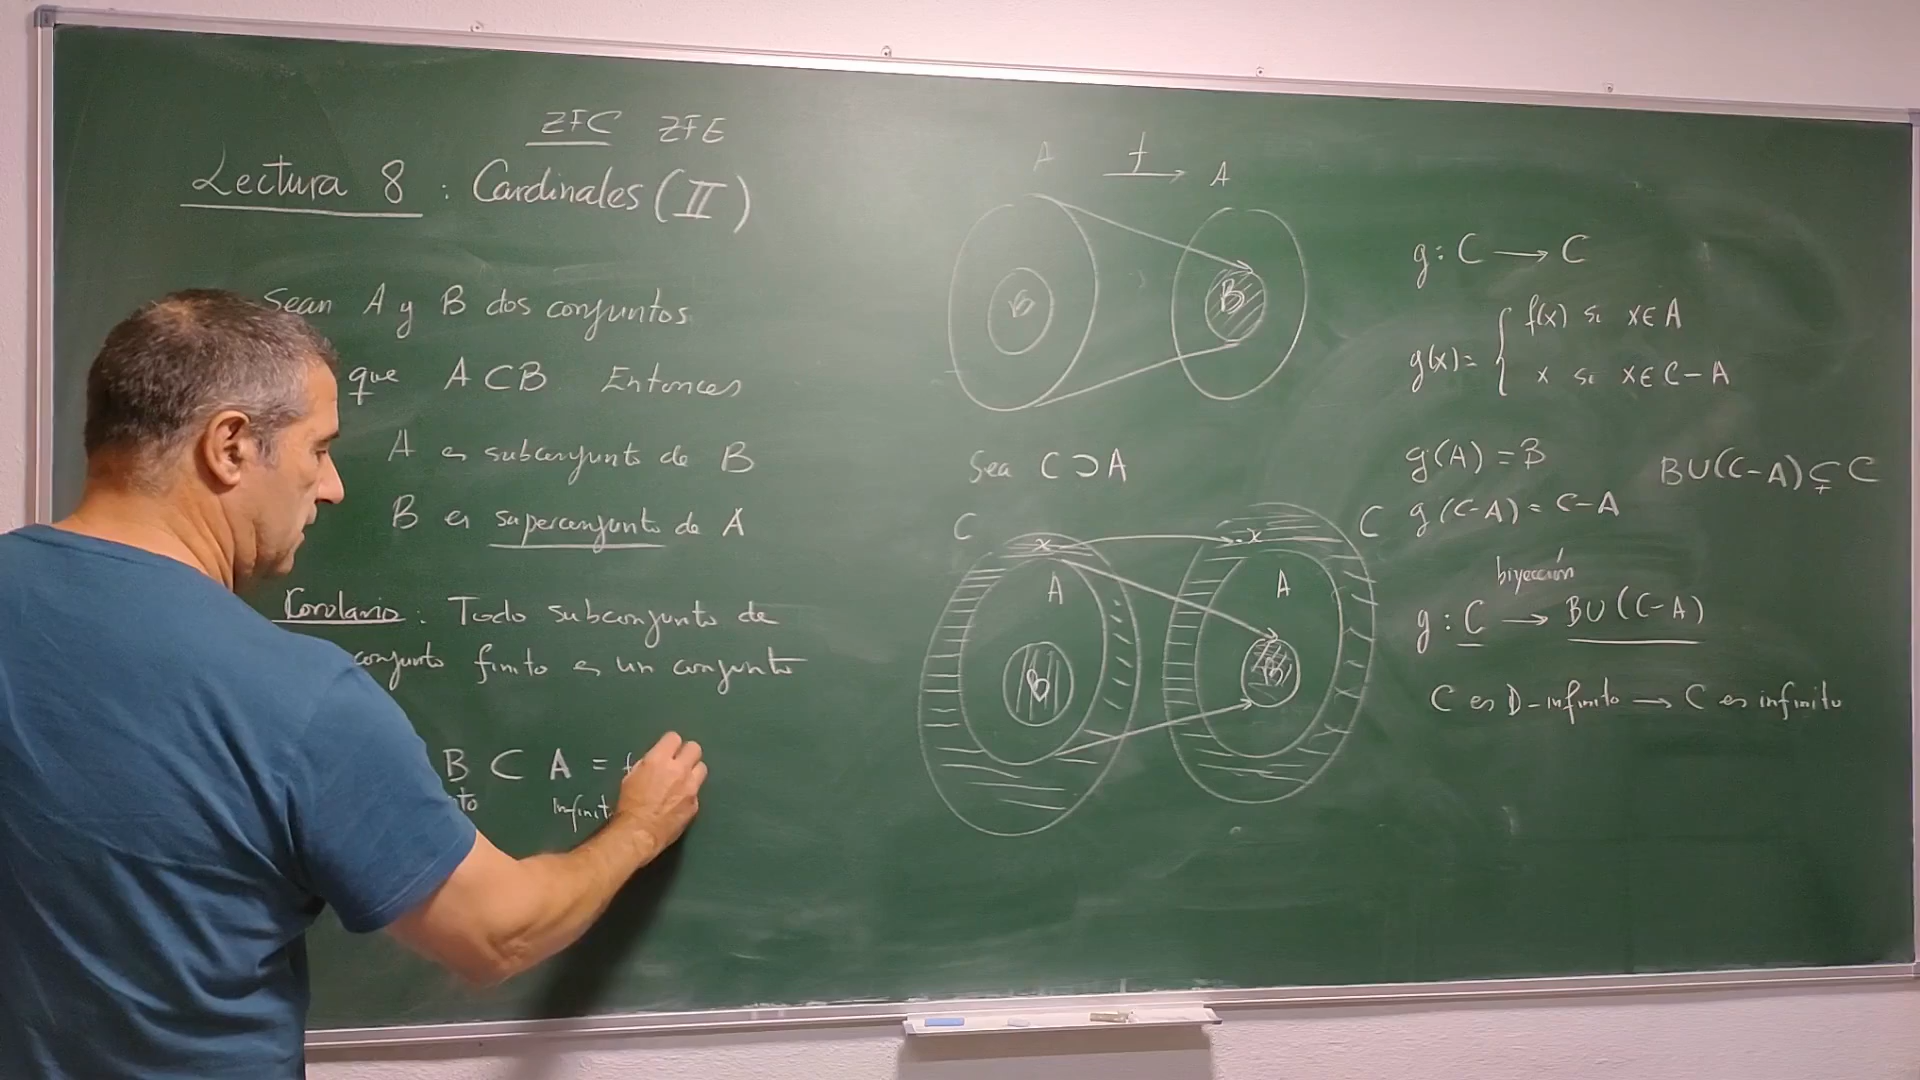 ZFC ZFE
Lectura 8 : Cardinales (II)
Sean A y B dos conjuntos
que A ⊂ B Entonces
A es subconjunto de B
B es superconjunto de A
Corolario : Todo subconjunto de
conjunto finito es un conjunto
B ⊂ A =
A f→ A
B B
Sea C ⊃ A
C C
x x
A A
B B
g : C → C
g(x) = { f(x) si x ∈ A
x si x ∈ C - A
g(A) = B
B ∪ (C - A) ⊊ C
g(C - A) = C - A
biyección
g : C → B ∪ (C - A)
C es D-infinito → C es infinito